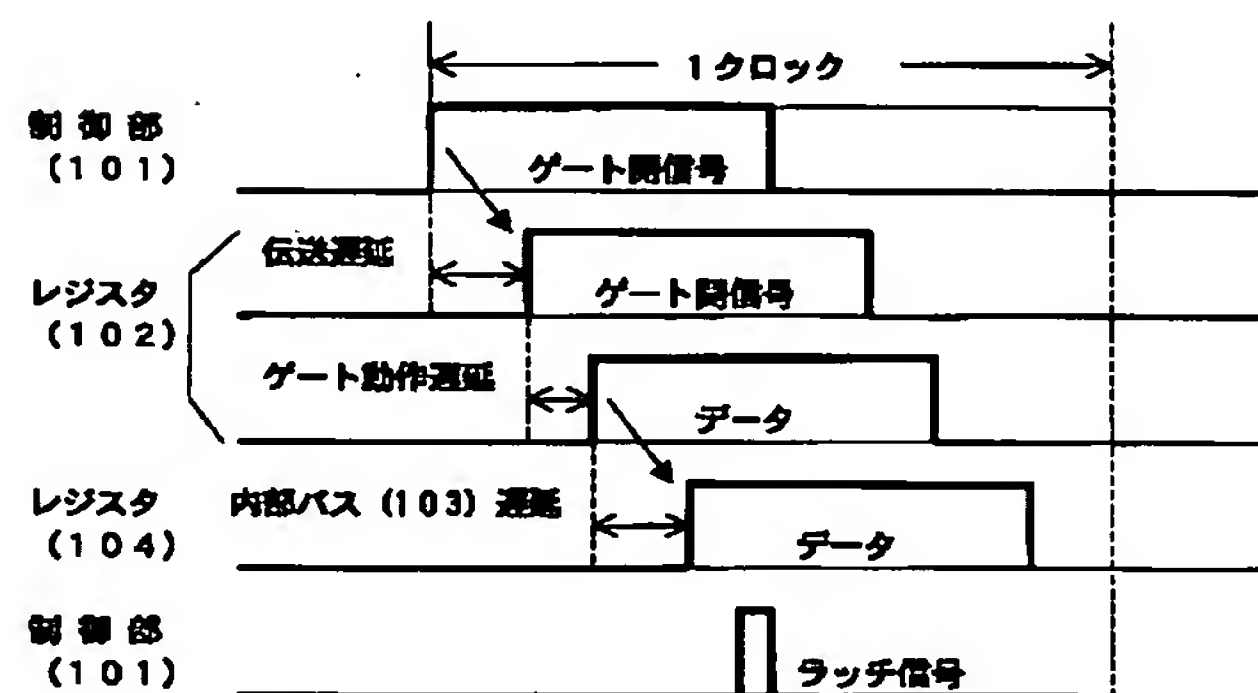 1クロック
制御部
(101)
ゲート開信号
伝送遅延
レジスタ
(102)
ゲート開信号
ゲート動作遅延
データ
レジスタ
(104)
内部バス(103)遅延
データ
制御部
(101)
ラッチ信号